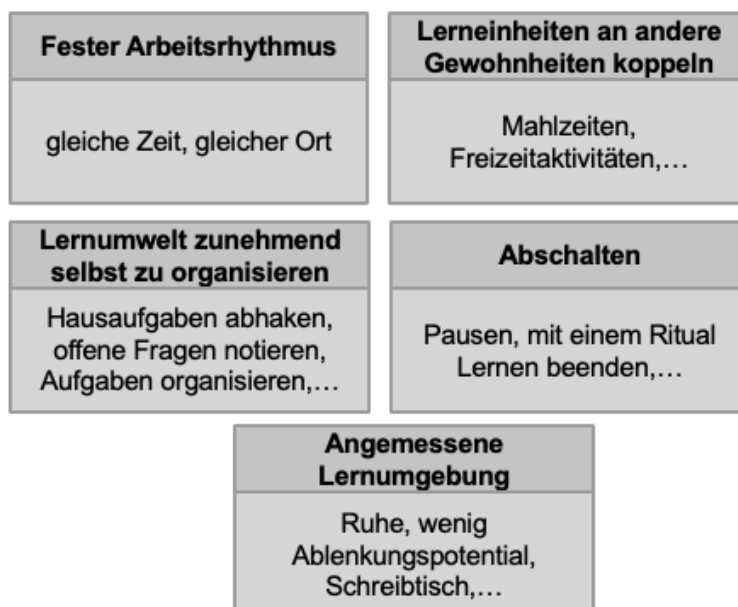 Fester Arbeitsrhythmus
gleiche Zeit, gleicher Ort
Lerneinheiten an andere
Gewohnheiten koppeln
Mahlzeiten,
Freizeitaktivitäten,…
Lernumwelt zunehmend
selbst zu organisieren
Hausaufgaben abhaken,
offene Fragen notieren,
Aufgaben organisieren,…
Abschalten
Pausen, mit einem Ritual
Lernen beenden,…
Angemessene
Lernumgebung
Ruhe, wenig
Ablenkungspotential,
Schreibtisch,…